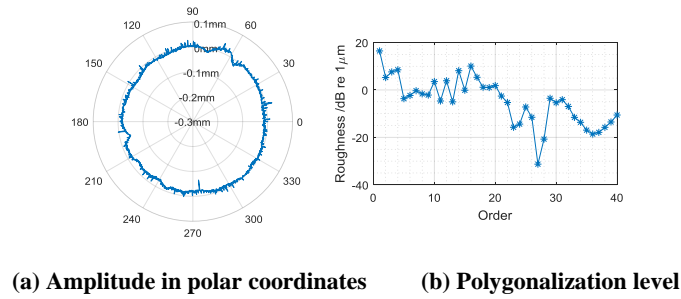 90
120
0.1mm
60
0mm
150
-0.1mm
30
-0.2mm
180
-0.3mm
0
210
330
240
300
270
20
0
-20
-40
Roughness /dB re 1μm
0
10
20
30
40
Order
(a) Amplitude in polar coordinates
(b) Polygonalization level